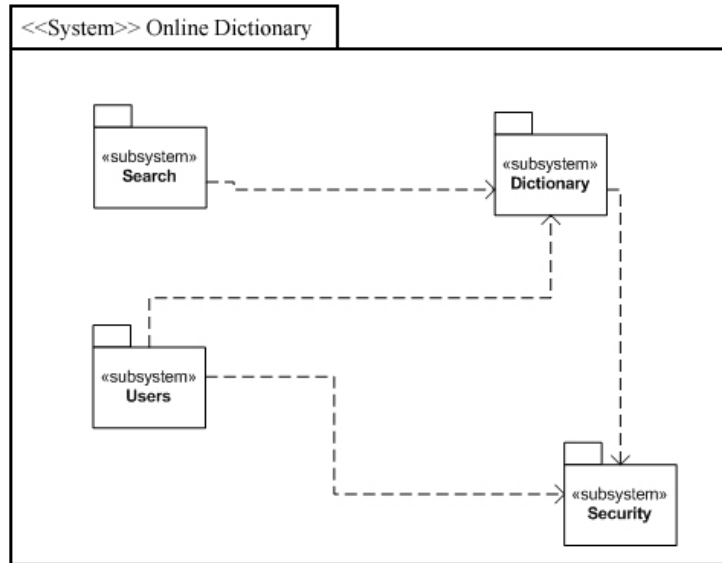 <<System>> Online Dictionary
«subsystem»
Search
«subsystem»
Dictionary
«subsystem»
Users
«subsystem»
Security